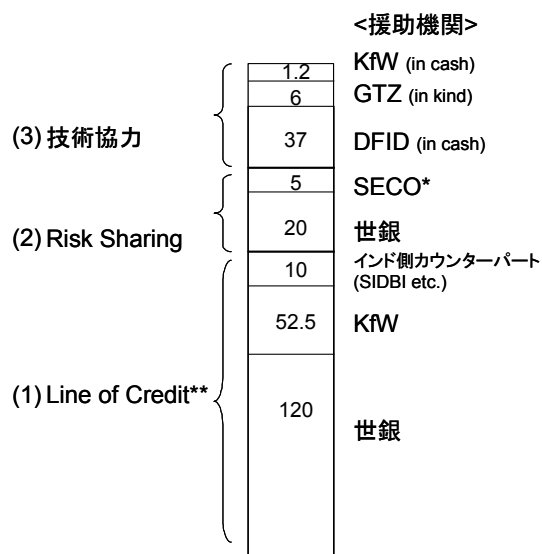 <援助機関>
1.2 KfW (in cash)
6 GTZ (in kind)
(3) 技術協力 37 DFID (in cash)
5 SECO*
(2) Risk Sharing 20 世銀
10 インド側カウンターパート
(SIDBI etc.)
52.5 KfW
(1) Line of Credit** 120 世銀